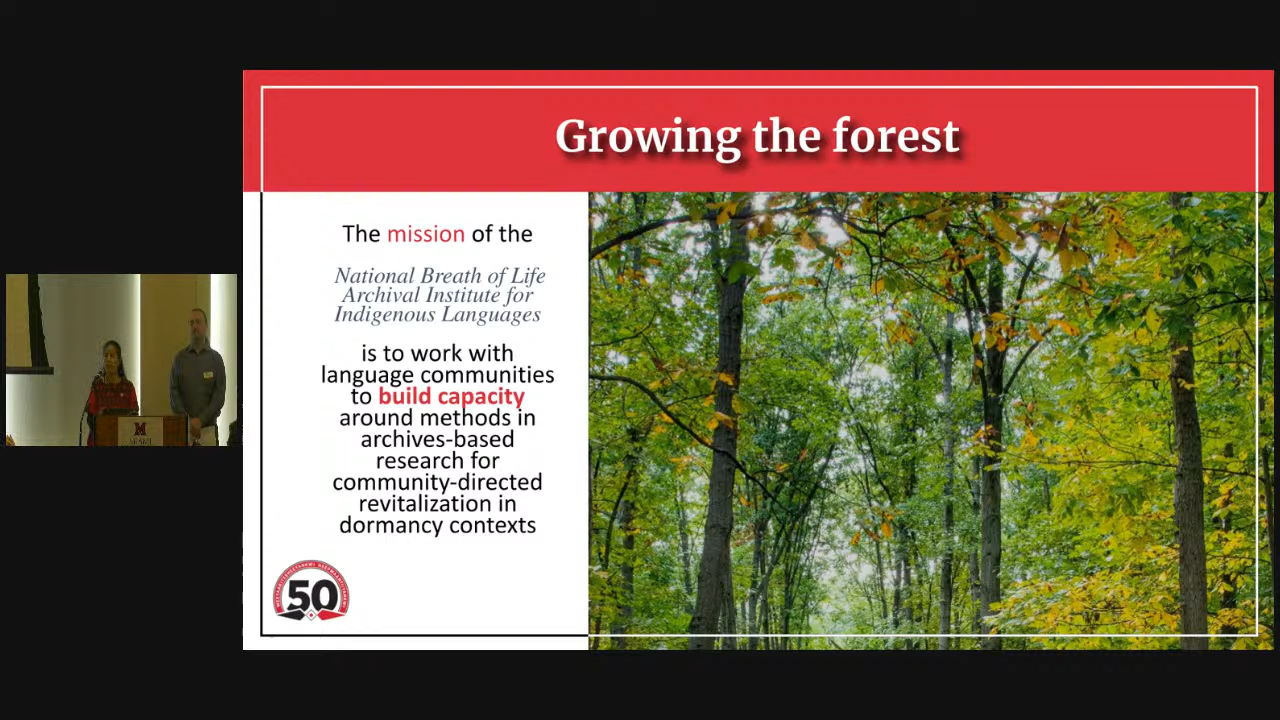 Growing the forest
The mission of the
National Breath of Life
Archival Institute for
Indigenous Languages
is to work with
language communities
to build capacity
around methods in
archives-based
research for
community-directed
revitalization in
dormancy contexts
50
M
MIAMI